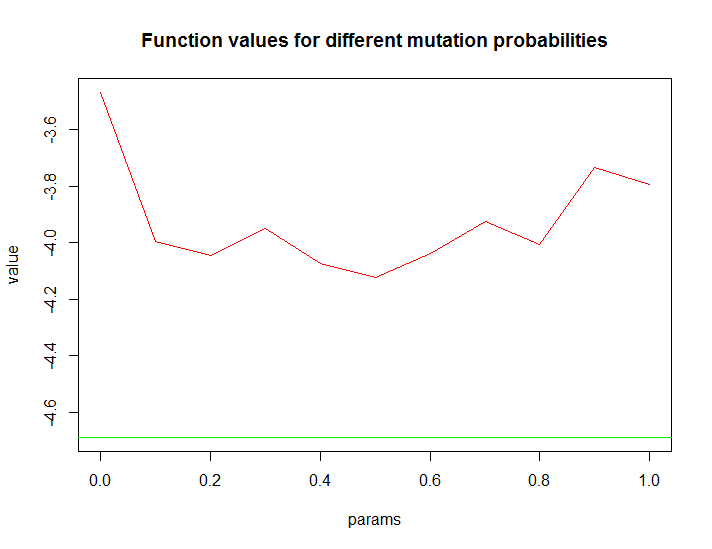 Function values for different mutation probabilities
-3.6
-3.8
-4.0
-4.2
-4.4
-4.6
value
0.0 0.2 0.4 0.6 0.8 1.0
params